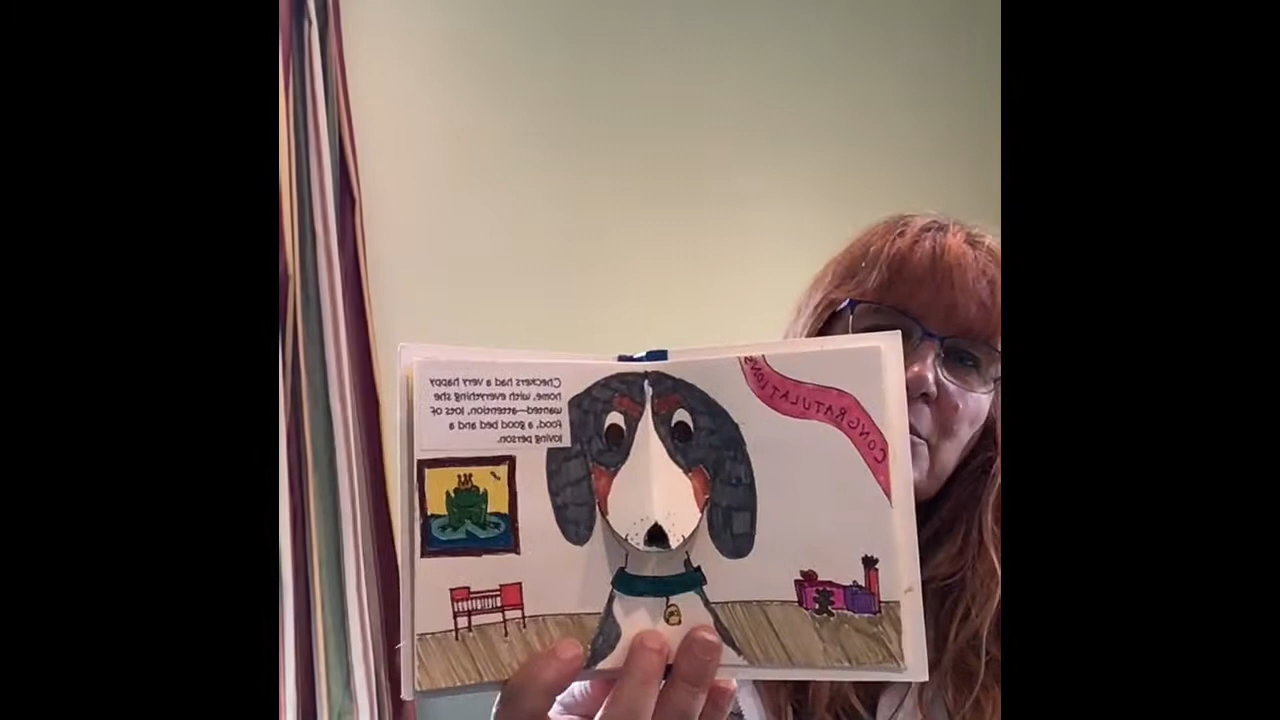 Checkers had a very happy
home, with everything she
wanted—attention, lots of
food, a good bed and a
loving person.
CONGRATULATIONS